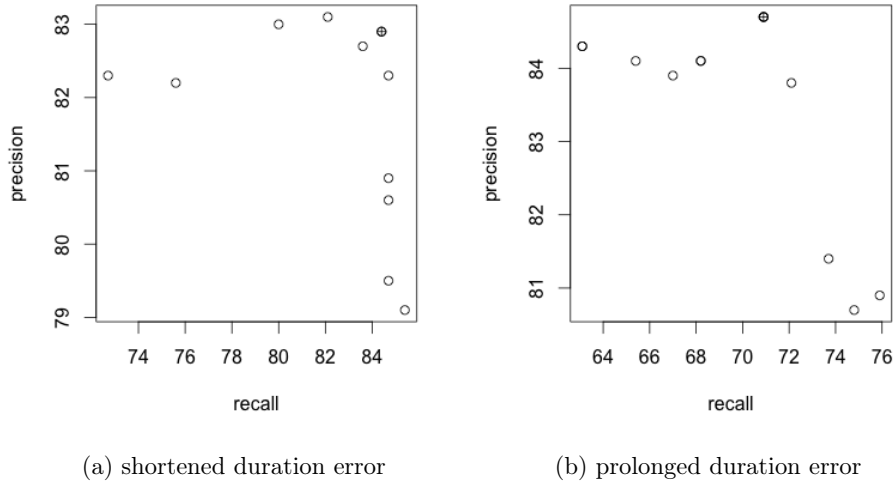 83
82
81
80
79
precision
74 76 78 80 82 84
recall
(a) shortened duration error
84
83
82
81
precision
64 66 68 70 72 74 76
recall
(b) prolonged duration error